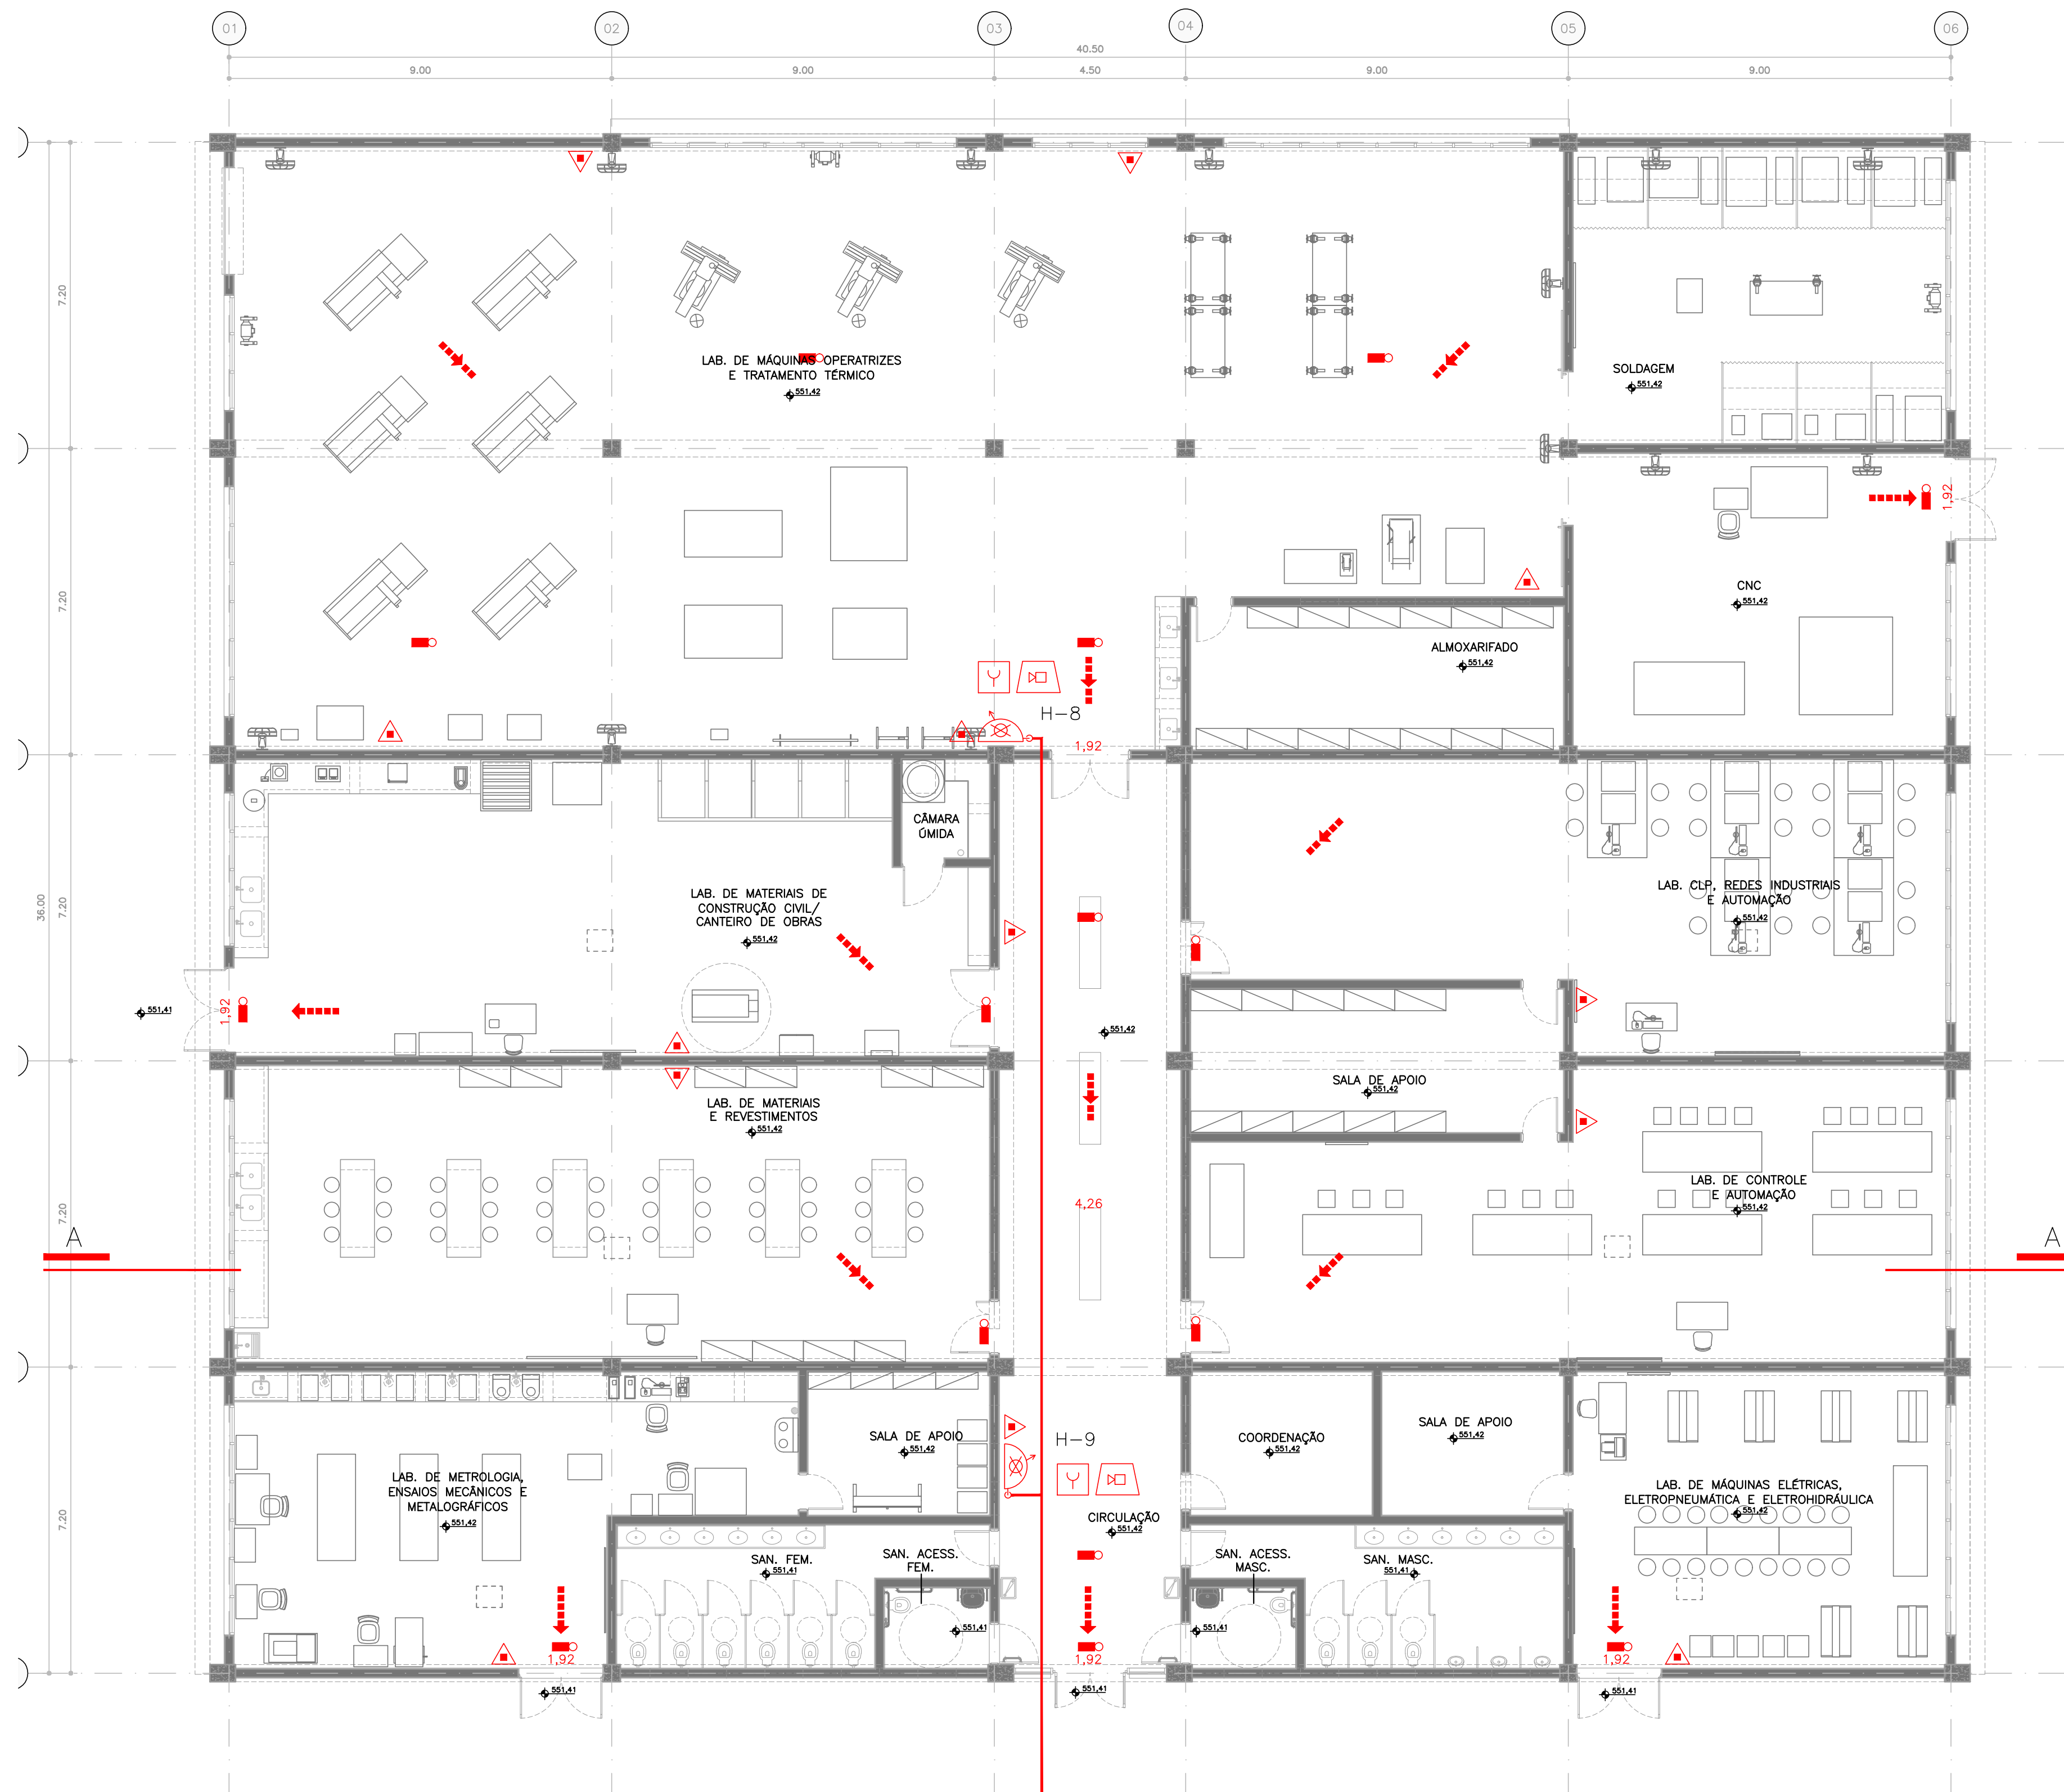 01
02
03
04
05
06
40.50
9.00
9.00
4.50
9.00
9.00
7.20
7.20
36.00
7.20
7.20
7.20
LAB. DE MÁQUINAS OPERATRIZES
E TRATAMENTO TÉRMICO
551,42
SOLDAGEM
551,42
1,92
CNC
551,42
ALMOXARIFADO
551,42
H-8
1,92
CÂMARA
ÚMIDA
LAB. DE MATERIAIS DE
CONSTRUÇÃO CIVIL/
CANTEIRO DE OBRAS
551,42
LAB. CLP, REDES INDUSTRIAIS
E AUTOMAÇÃO
551,42
551,41
1,92
551,42
SALA DE APOIO
551,42
LAB. DE MATERIAIS
E REVESTIMENTOS
551,42
4,26
LAB. DE CONTROLE
E AUTOMAÇÃO
551,42
A
A
SALA DE APOIO
551,42
H-9
COORDENAÇÃO
551,42
SALA DE APOIO
551,42
LAB. DE METROLOGIA,
ENSAIOS MECÂNICOS E
METALOGRÁFICOS
551,42
LAB. DE MÁQUINAS ELÉTRICAS,
ELETROPNEUMÁTICA E ELETROHIDRÁULICA
551,42
CIRCULAÇÃO
551,42
SAN. FEM.
551,41
SAN. ACESS.
FEM.
551,41
SAN. ACESS.
MASC.
551,41
SAN. MASC.
551,41
1,92
1,92
1,92
551,41
551,41
551,41